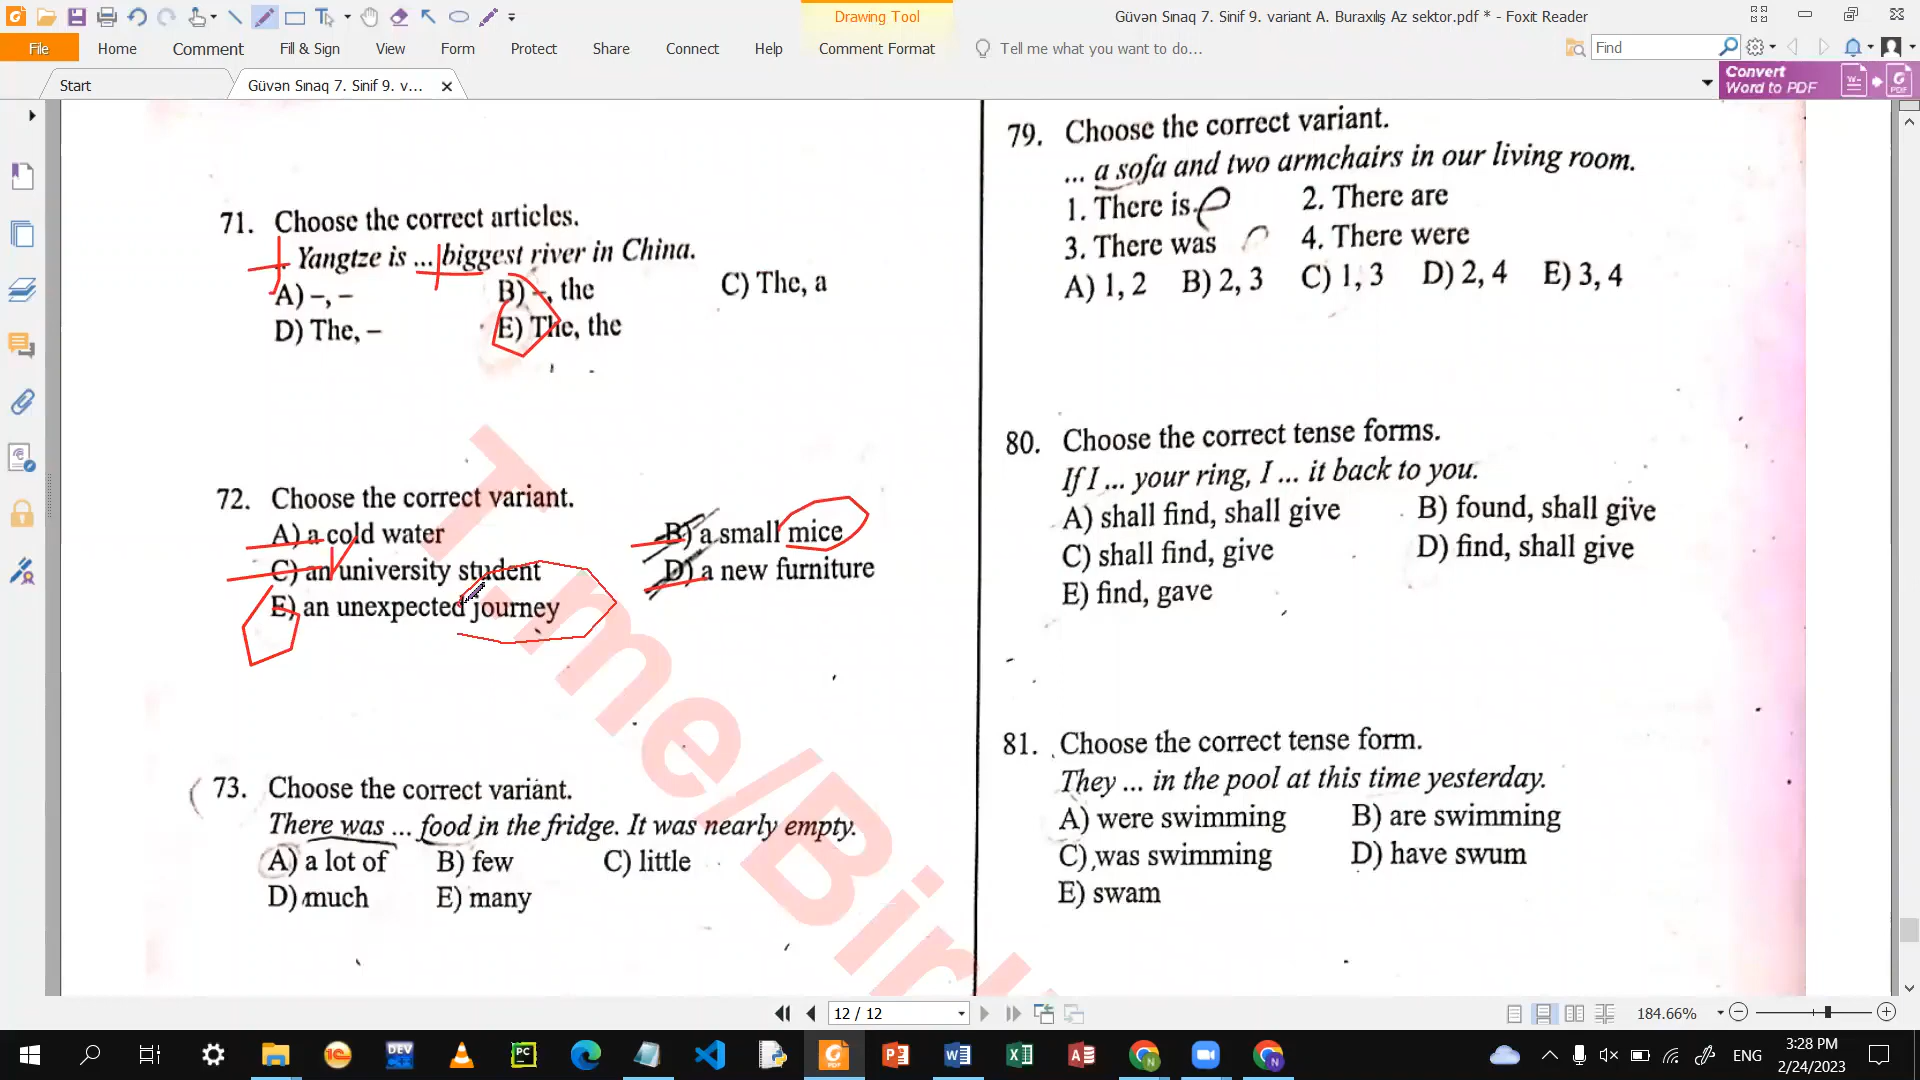 Drawing Tool
Güvən Sınaq 7. Sinif 9. variant A. Buraxılış Az sektor.pdf * - Foxit Reader
File Home Comment Fill & Sign View Form Protect Share Connect Help Comment Format Tell me what you want to do... Find
Start
Güvən Sınaq 7. Sinif 9. v...
Convert
Word to PDF
71. Choose the correct articles.
... Yangtze is ... biggest river in China.
A) –, – B) –, the C) The, a
D) The, – E) The, the
72. Choose the correct variant.
A) a cold water B) a small mice
C) an university student D) a new furniture
E) an unexpected journey
73. Choose the correct variant.
There was ... food in the fridge. It was nearly empty.
A) a lot of B) few C) little
D) much E) many
79. Choose the correct variant.
... a sofa and two armchairs in our living room.
1. There is 2. There are
3. There was 4. There were
A) 1, 2 B) 2, 3 C) 1, 3 D) 2, 4 E) 3, 4
80. Choose the correct tense forms.
If I ... your ring, I ... it back to you.
A) shall find, shall give B) found, shall give
C) shall find, give D) find, shall give
E) find, gave
81. Choose the correct tense form.
They ... in the pool at this time yesterday.
A) were swimming B) are swimming
C) was swimming D) have swum
E) swam
T.me/Bir
12 / 12
184.66%
ENG
3:28 PM
2/24/2023